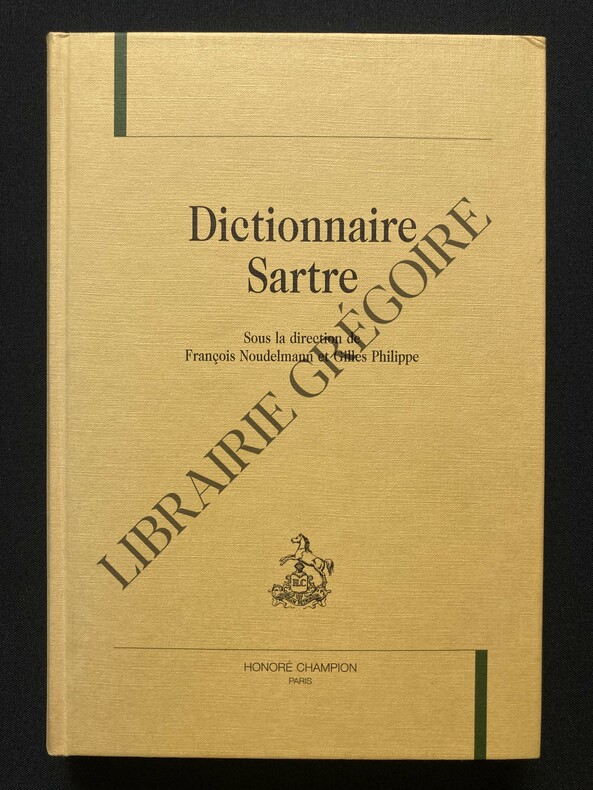 Dictionnaire
Sartre
Sous la direction de
François Noudelmann et Gilles Philippe
LIBRAIRIE GRÉGOIRE
HONORÉ CHAMPION
PARIS